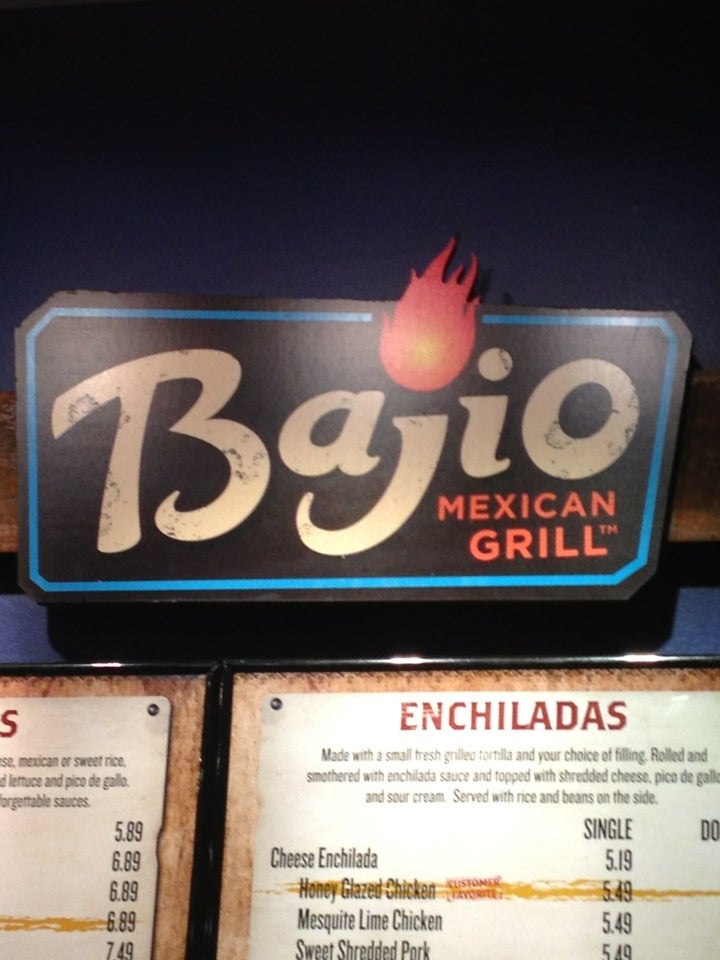 Bajio
MEXICAN
GRILL™
S
se, mexican or sweet rice,
d lettuce and pico de gallo.
forgettable sauces.
5.89
6.89
6.89
6.89
7.49
ENCHILADAS
Made with a small fresh grilled tortilla and your choice of filling. Rolled and
smothered with enchilada sauce and topped with shredded cheese, pico de gallo
and sour cream. Served with rice and beans on the side.
SINGLE DO
Cheese Enchilada 5.19
Honey Glazed Chicken CUSTOMER FAVORITE 5.49
Mesquite Lime Chicken 5.49
Sweet Shredded Pork 5.49